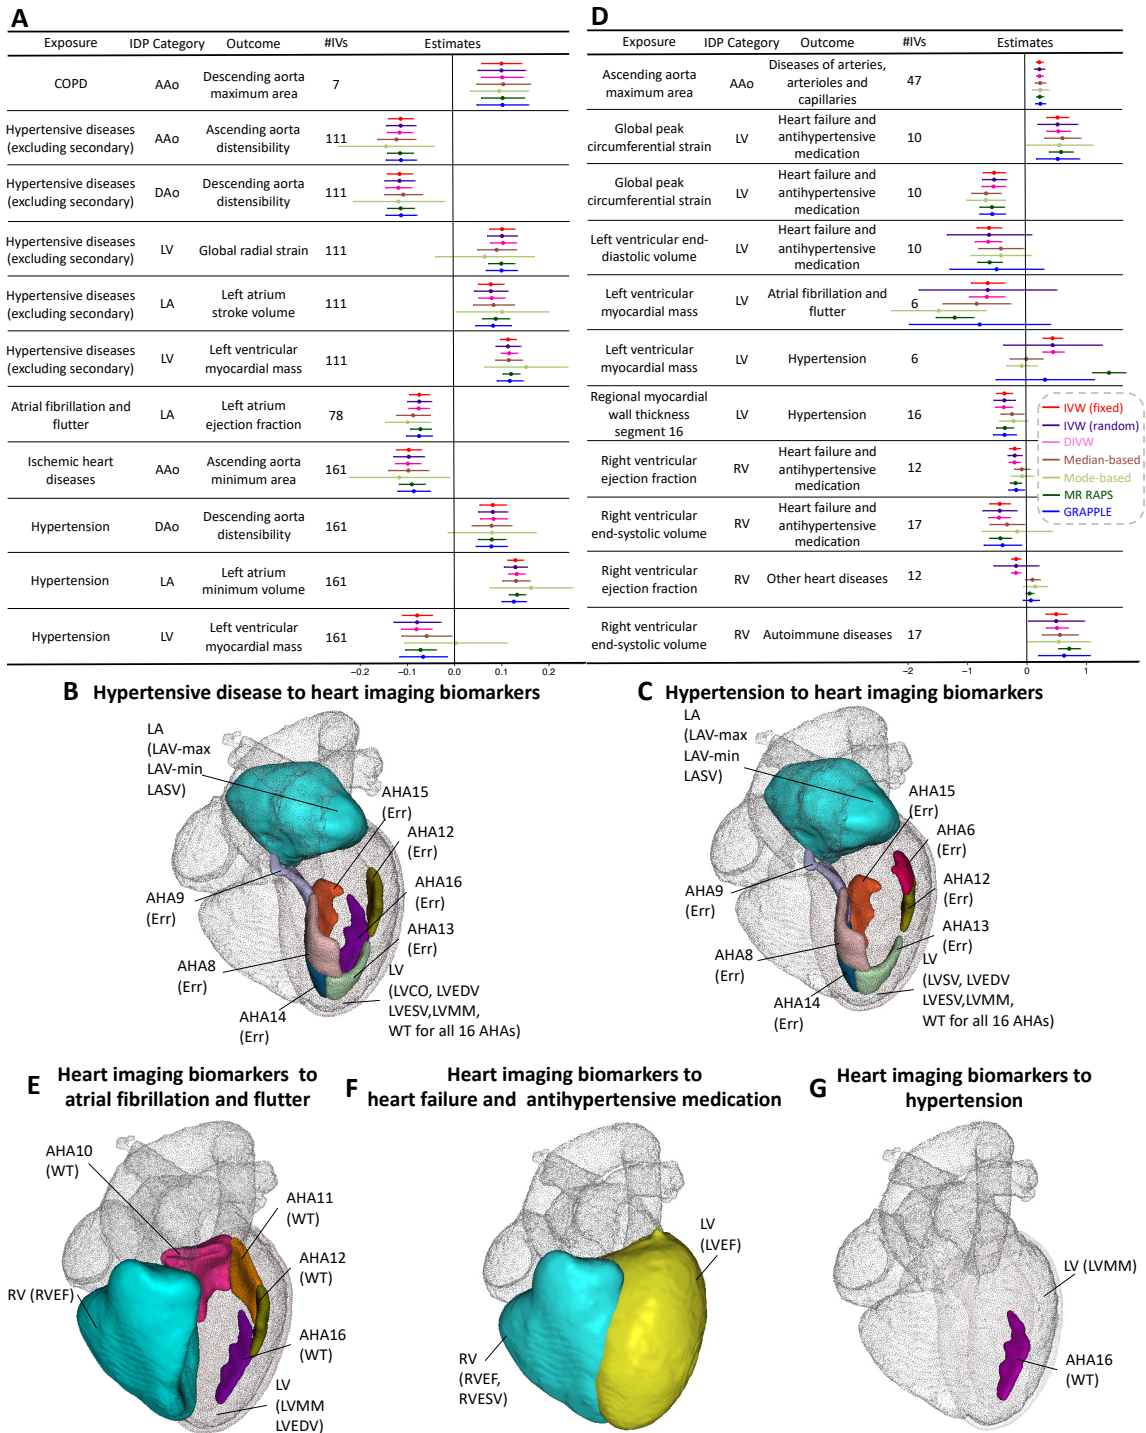 A
Exposure IDP Category Outcome #IVs Estimates
COPD AAo Descending aorta maximum area 7
Hypertensive diseases (excluding secondary) AAo Ascending aorta distensibility 111
Hypertensive diseases (excluding secondary) DAo Descending aorta distensibility 111
Hypertensive diseases (excluding secondary) LV Global radial strain 111
Hypertensive diseases (excluding secondary) LA Left atrium stroke volume 111
Hypertensive diseases (excluding secondary) LV Left ventricular myocardial mass 111
Atrial fibrillation and flutter LA Left atrium ejection fraction 78
Ischemic heart diseases AAo Ascending aorta minimum area 161
Hypertension DAo Descending aorta distensibility 161
Hypertension LA Left atrium minimum volume 161
Hypertension LV Left ventricular myocardial mass 161
−0.2 −0.1 0.0 0.1 0.2
D
Exposure IDP Category Outcome #IVs Estimates
Ascending aorta maximum area AAo Diseases of arteries, arterioles and capillaries 47
Global peak circumferential strain LV Heart failure and antihypertensive medication 10
Global peak circumferential strain LV Heart failure and antihypertensive medication 10
Left ventricular end-diastolic volume LV Heart failure and antihypertensive medication 10
Left ventricular myocardial mass LV Atrial fibrillation and flutter 6
Left ventricular myocardial mass LV Hypertension 6
Regional myocardial wall thickness segment 16 LV Hypertension 16
Right ventricular ejection fraction RV Heart failure and antihypertensive medication 12
Right ventricular end-systolic volume RV Heart failure and antihypertensive medication 17
Right ventricular ejection fraction RV Other heart diseases 12
Right ventricular end-systolic volume RV Autoimmune diseases 17
−2 −1 0 1
IVW (fixed)
IVW (random)
DIVW
Median-based
Mode-based
MR RAPS
GRAPPLE
B Hypertensive disease to heart imaging biomarkers
LA
(LAV-max
LAV-min
LASV)
AHA15
(Err)
AHA12
(Err)
AHA16
(Err)
AHA13
(Err)
AHA9
(Err)
AHA8
(Err)
AHA14
(Err)
LV
(LVCO, LVEDV
LVESV,LVMM,
WT for all 16 AHAs)
C Hypertension to heart imaging biomarkers
LA
(LAV-max
LAV-min
LASV)
AHA15
(Err)
AHA6
(Err)
AHA12
(Err)
AHA13
(Err)
AHA9
(Err)
AHA8
(Err)
AHA14
(Err)
LV
(LVSV, LVEDV
LVESV,LVMM,
WT for all 16 AHAs)
E Heart imaging biomarkers to
atrial fibrillation and flutter
AHA10
(WT)
AHA11
(WT)
AHA12
(WT)
RV (RVEF)
AHA16
(WT)
LV
(LVMM
LVEDV)
F Heart imaging biomarkers to
heart failure and antihypertensive medication
LV
(LVEF)
RV
(RVEF,
RVESV)
G Heart imaging biomarkers to
hypertension
LV (LVMM)
AHA16
(WT)